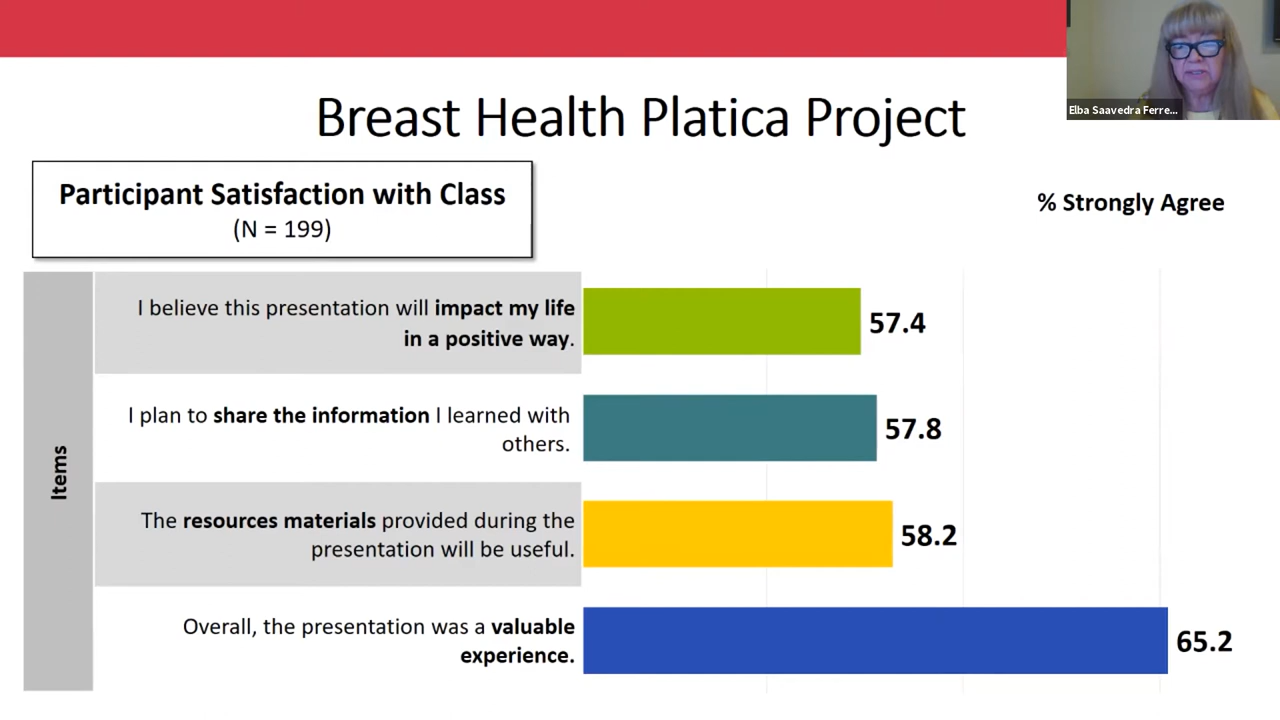 Elba Saavedra Ferre...
Breast Health Platica Project
Participant Satisfaction with Class
(N = 199)
% Strongly Agree
Items
I believe this presentation will impact my life
in a positive way.
57.4
I plan to share the information I learned with
others.
57.8
The resources materials provided during the
presentation will be useful.
58.2
Overall, the presentation was a valuable
experience.
65.2